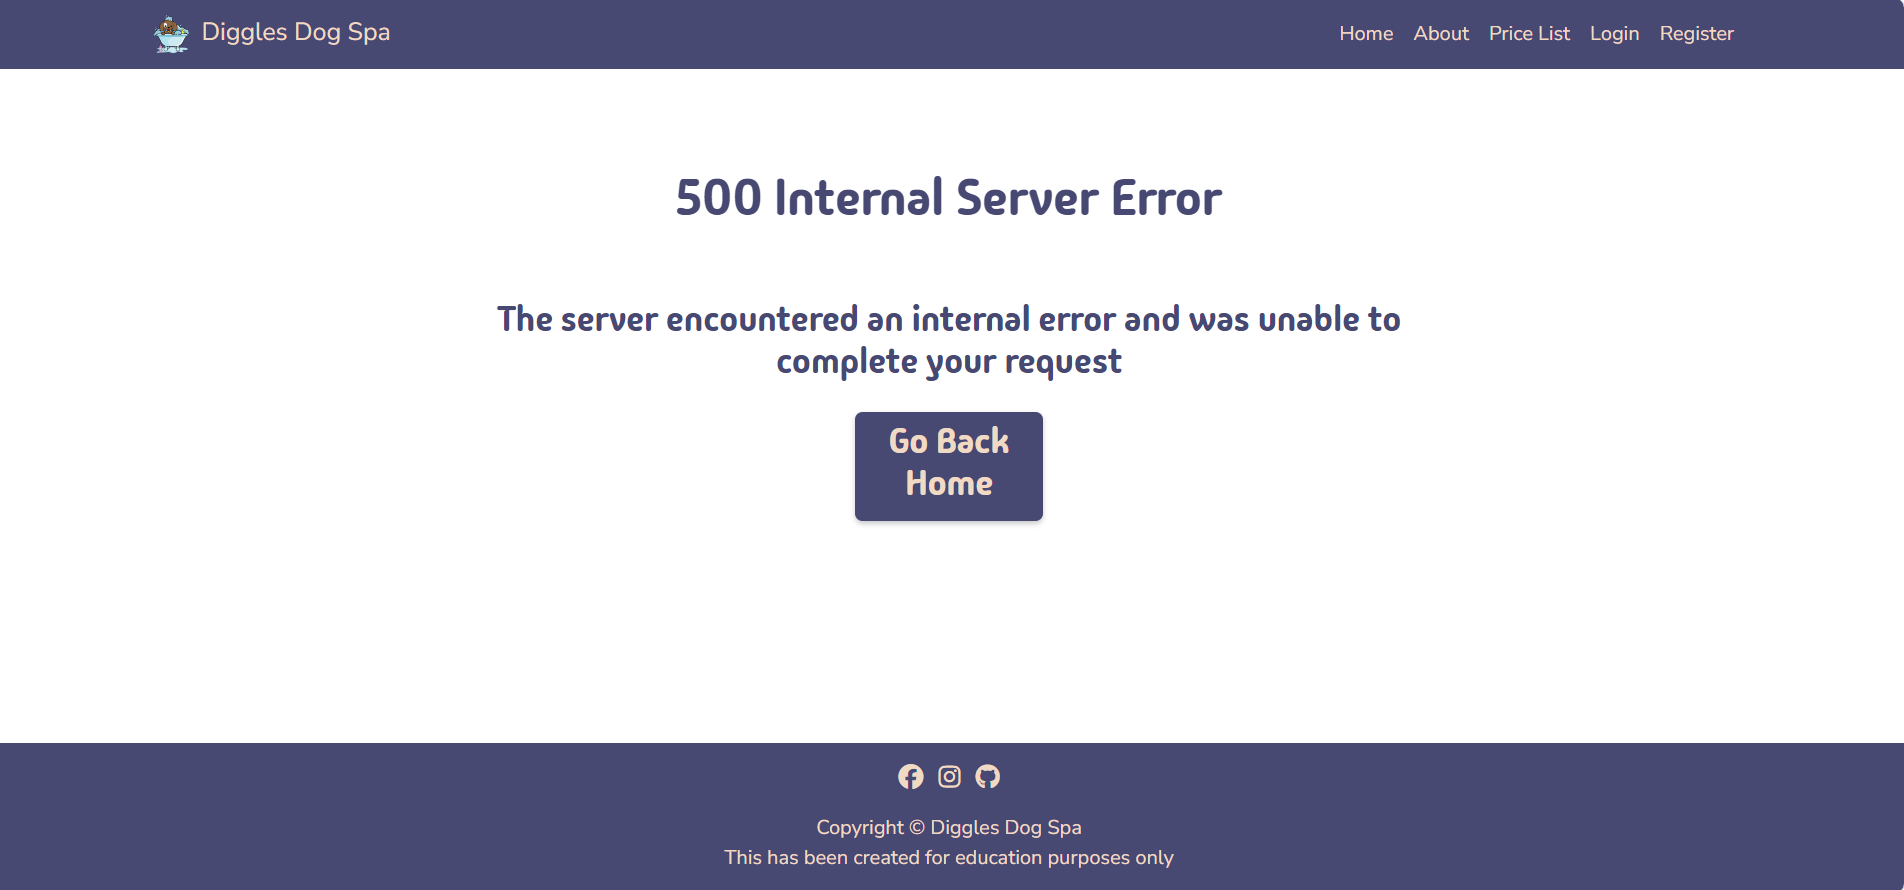 Diggles Dog Spa
Home About Price List Login Register
500 Internal Server Error
The server encountered an internal error and was unable to
complete your request
Go Back
Home
Copyright © Diggles Dog Spa
This has been created for education purposes only